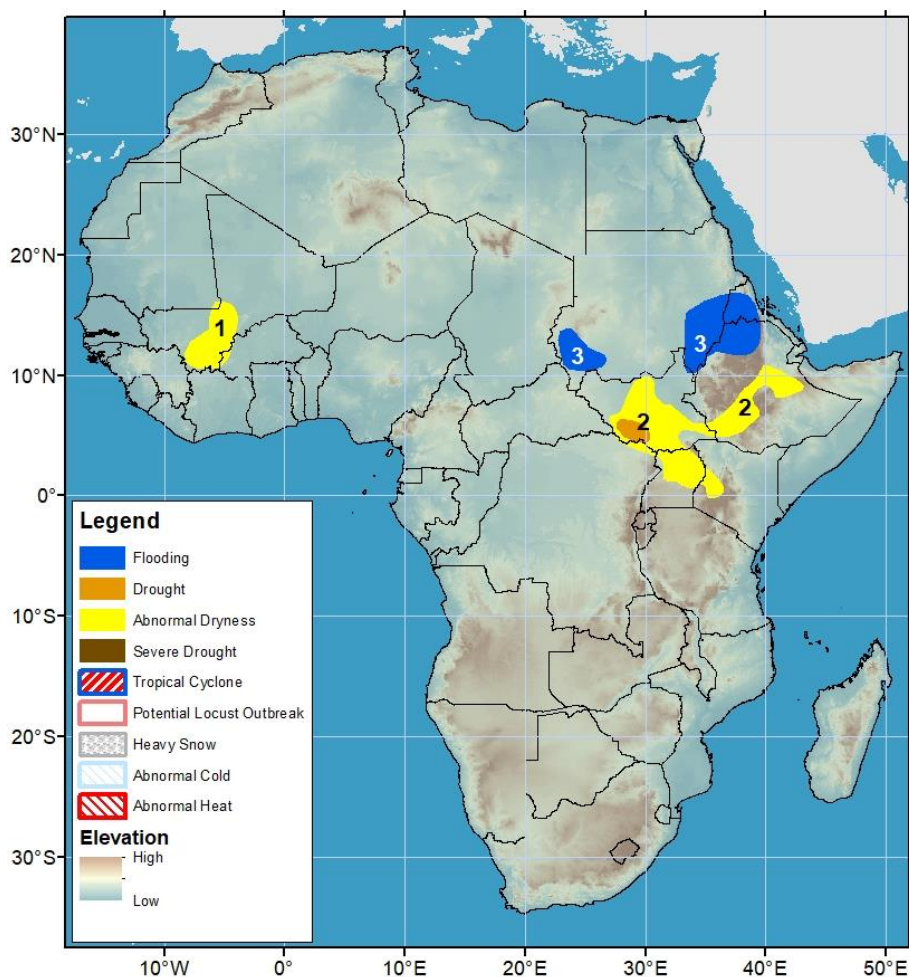 30°N
20°N
10°N
0°
10°S
20°S
30°S
1
3
3
2
2
Legend
Flooding
Drought
Abnormal Dryness
Severe Drought
Tropical Cyclone
Potential Locust Outbreak
Heavy Snow
Abnormal Cold
Abnormal Heat
Elevation
High
Low
10°W
0°
10°E
20°E
30°E
40°E
50°E